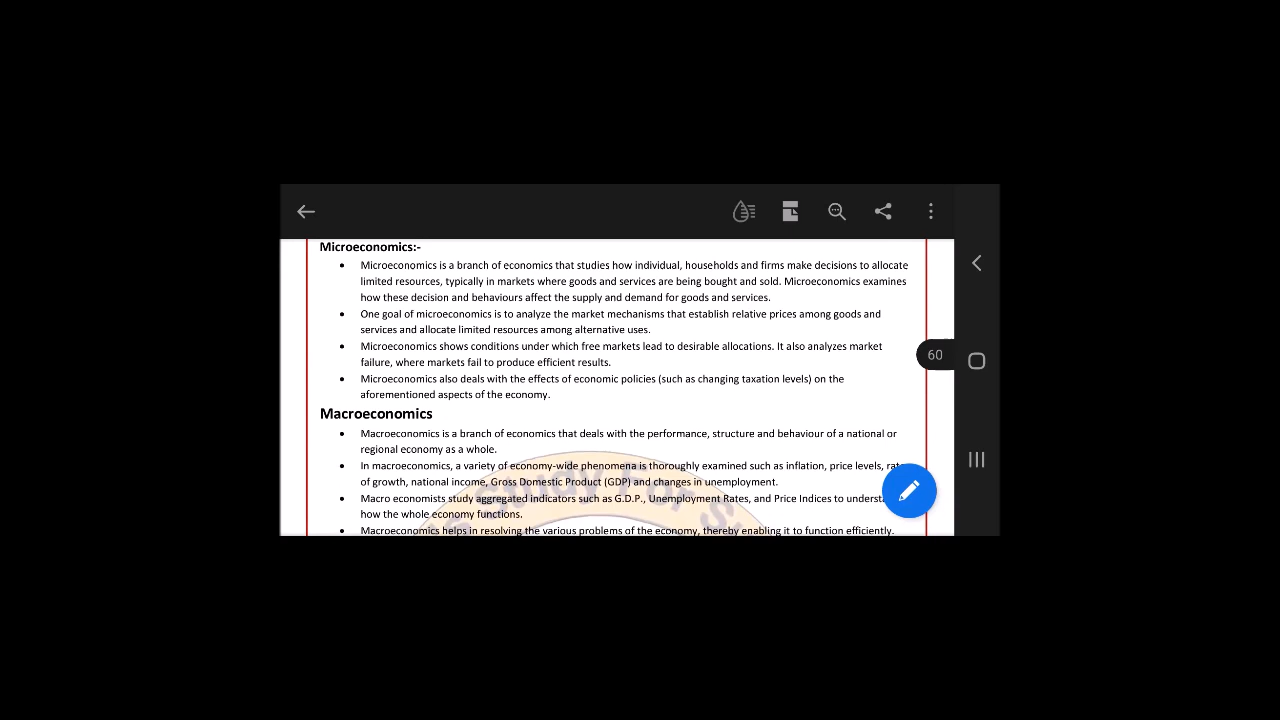 Microeconomics:-
• Microeconomics is a branch of economics that studies how individual, households and firms make decisions to allocate
limited resources, typically in markets where goods and services are being bought and sold. Microeconomics examines
how these decision and behaviours affect the supply and demand for goods and services.
• One goal of microeconomics is to analyze the market mechanisms that establish relative prices among goods and
services and allocate limited resources among alternative uses.
• Microeconomics shows conditions under which free markets lead to desirable allocations. It also analyzes market
failure, where markets fail to produce efficient results.
60
• Microeconomics also deals with the effects of economic policies (such as changing taxation levels) on the
aforementioned aspects of the economy.
Macroeconomics
• Macroeconomics is a branch of economics that deals with the performance, structure and behaviour of a national or
regional economy as a whole.
• In macroeconomics, a variety of economy-wide phenomena is thoroughly examined such as inflation, price levels,
of growth, national income, Gross Domestic Product (GDP) and changes in unemployment.
• Macro economists study aggregated indicators such as G.D.P., Unemployment Rates, and Price Indices to
how the whole economy functions.
• Macroeconomics helps in resolving the various problems of the economy, thereby enabling it to function efficiently.
Study For